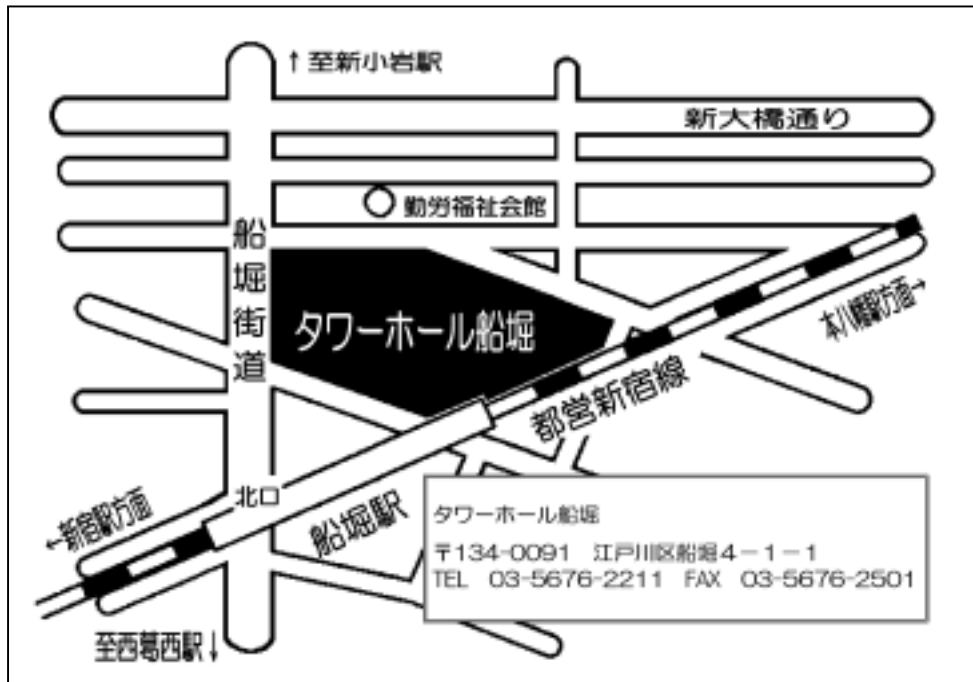 ↑至新小岩駅
新大橋通り
勤労福祉会館
船堀街道
タワーホール船堀
本八幡駅方面→
都営新宿線
北口
←新宿駅方面
船堀駅
タワーホール船堀
〒134-0091 江戸川区船堀4-1-1
TEL 03-5676-2211 FAX 03-5676-2501
至西葛西駅↓